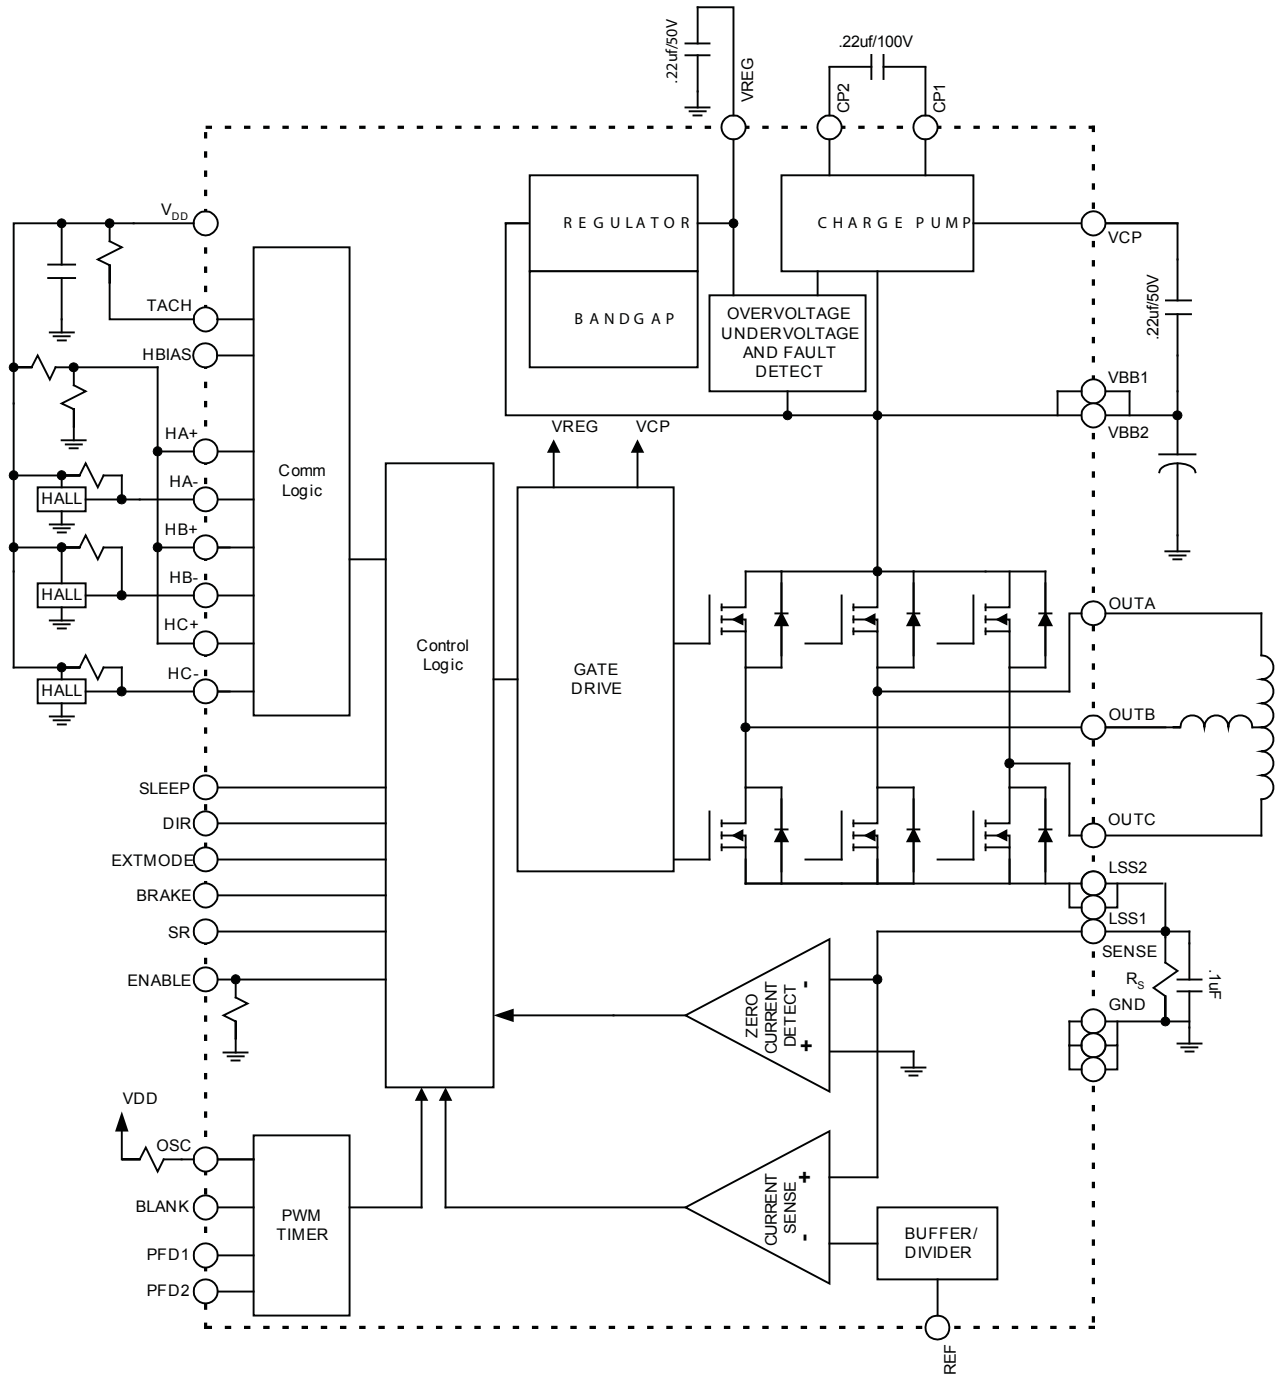 .22uf/50V
VREG
.22uf/100V
CP2
CP1
VDD
REGULATOR
CHARGE PUMP
VCP
.22uf/50V
TACH
BANDGAP
OVERVOLTAGE
UNDERVOLTAGE
AND FAULT
DETECT
HBIAS
VBB1
VBB2
VREG
VCP
HA+
Comm
Logic
HALL
HA-
HB+
HALL
HB-
HC+
HALL
HC-
Control
Logic
GATE
DRIVE
OUTA
OUTB
OUTC
SLEEP
DIR
EXTMODE
BRAKE
SR
ENABLE
LSS2
LSS1
SENSE
RS
.1uF
GND
ZERO
CURRENT
DETECT
-
+
VDD
OSC
BLANK
PFD1
PFD2
PWM
TIMER
CURRENT
SENSE
+
-
BUFFER/
DIVIDER
REF